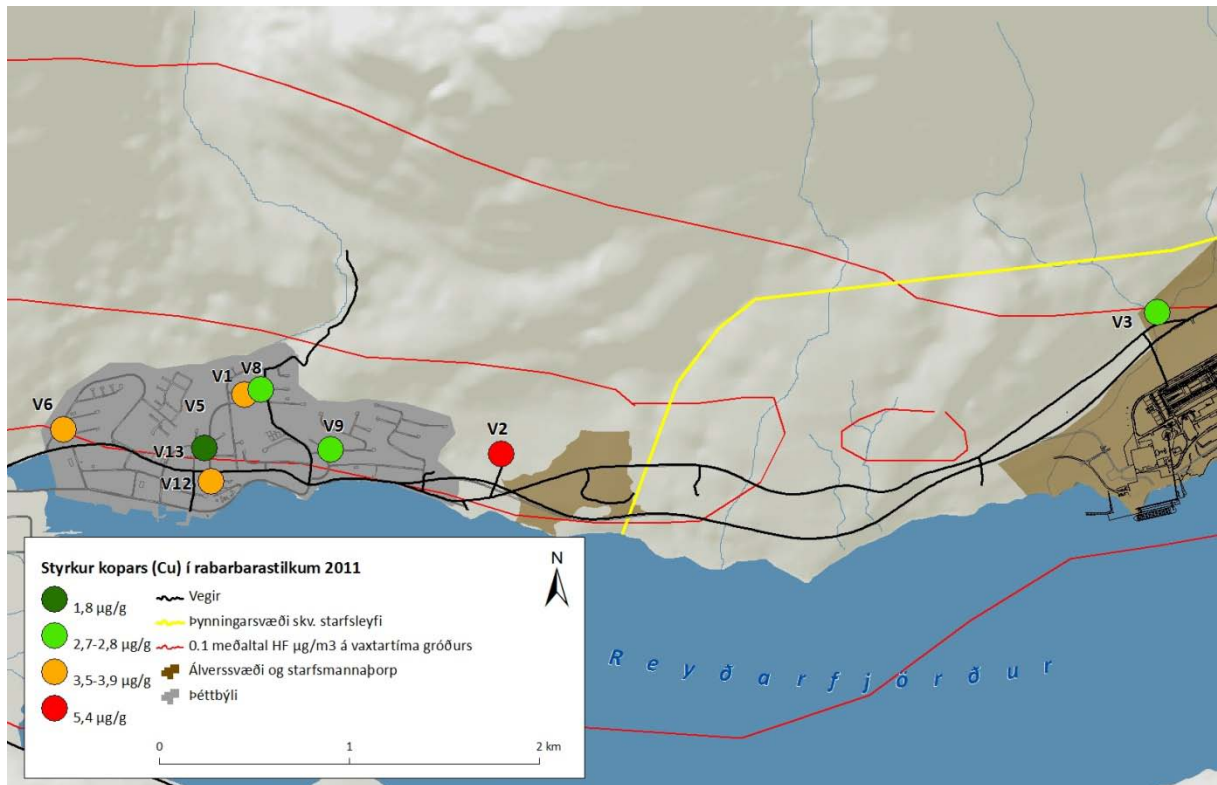 V3
V1
V8
V6
V5
V9
V2
V13
V12
Styrkur kopars (Cu) í rabarbarastilkum 2011
1,8 µg/g
2,7-2,8 µg/g
3,5-3,9 µg/g
5,4 µg/g
Vegir
Þynningarsvæði skv. starfsleyfi
0.1 meðaltal HF µg/m3 á vaxtartíma gróðurs
Álverssvæði og starfsmannaþorp
Þéttbýli
N
0 1 2 km
Reyðarfjörður